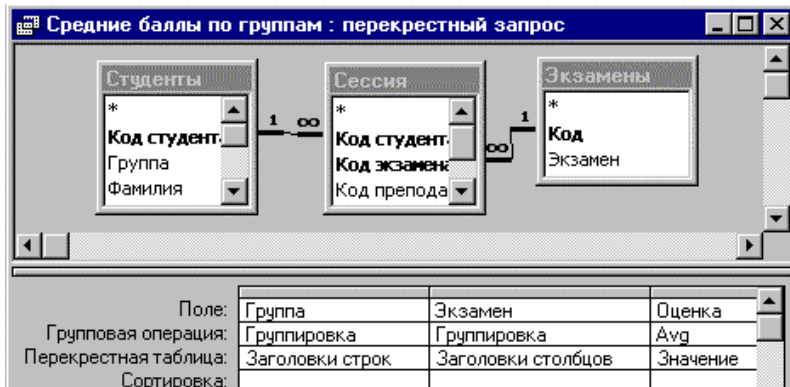 Средние баллы по группам : перекрестный запрос
Студенты
*
Код студент
Группа
Фамилия
1 ∞
Сессия
*
Код студент
Код экзамена
Код препода
∞ 1
Экзамены
*
Код
Экзамен
Поле: Группа Экзамен Оценка
Групповая операция: Группировка Группировка Avg
Перекрестная таблица: Заголовки строк Заголовки столбцов Значение
Сортировка: